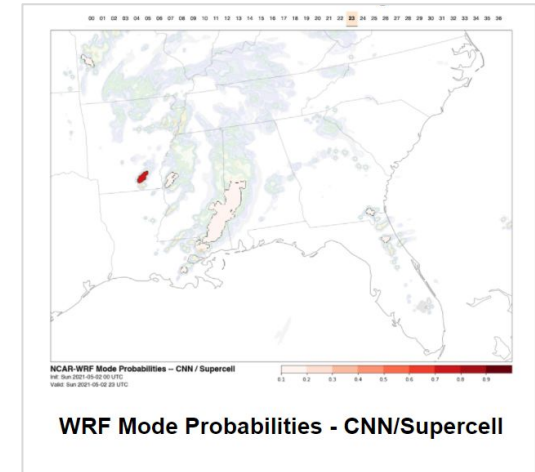 00 01 02 03 04 05 06 07 08 09 10 11 12 13 14 15 16 17 18 19 20 21 22 23 24 25 26 27 28 29 30 31 32 33 34 35 36
NCAR-WRF Mode Probabilities -- CNN / Supercell
Init: Sun 2021-05-02 00 UTC
Valid: Sun 2021-05-02 23 UTC
0.1 0.2 0.3 0.4 0.5 0.6 0.7 0.8 0.9
WRF Mode Probabilities - CNN/Supercell